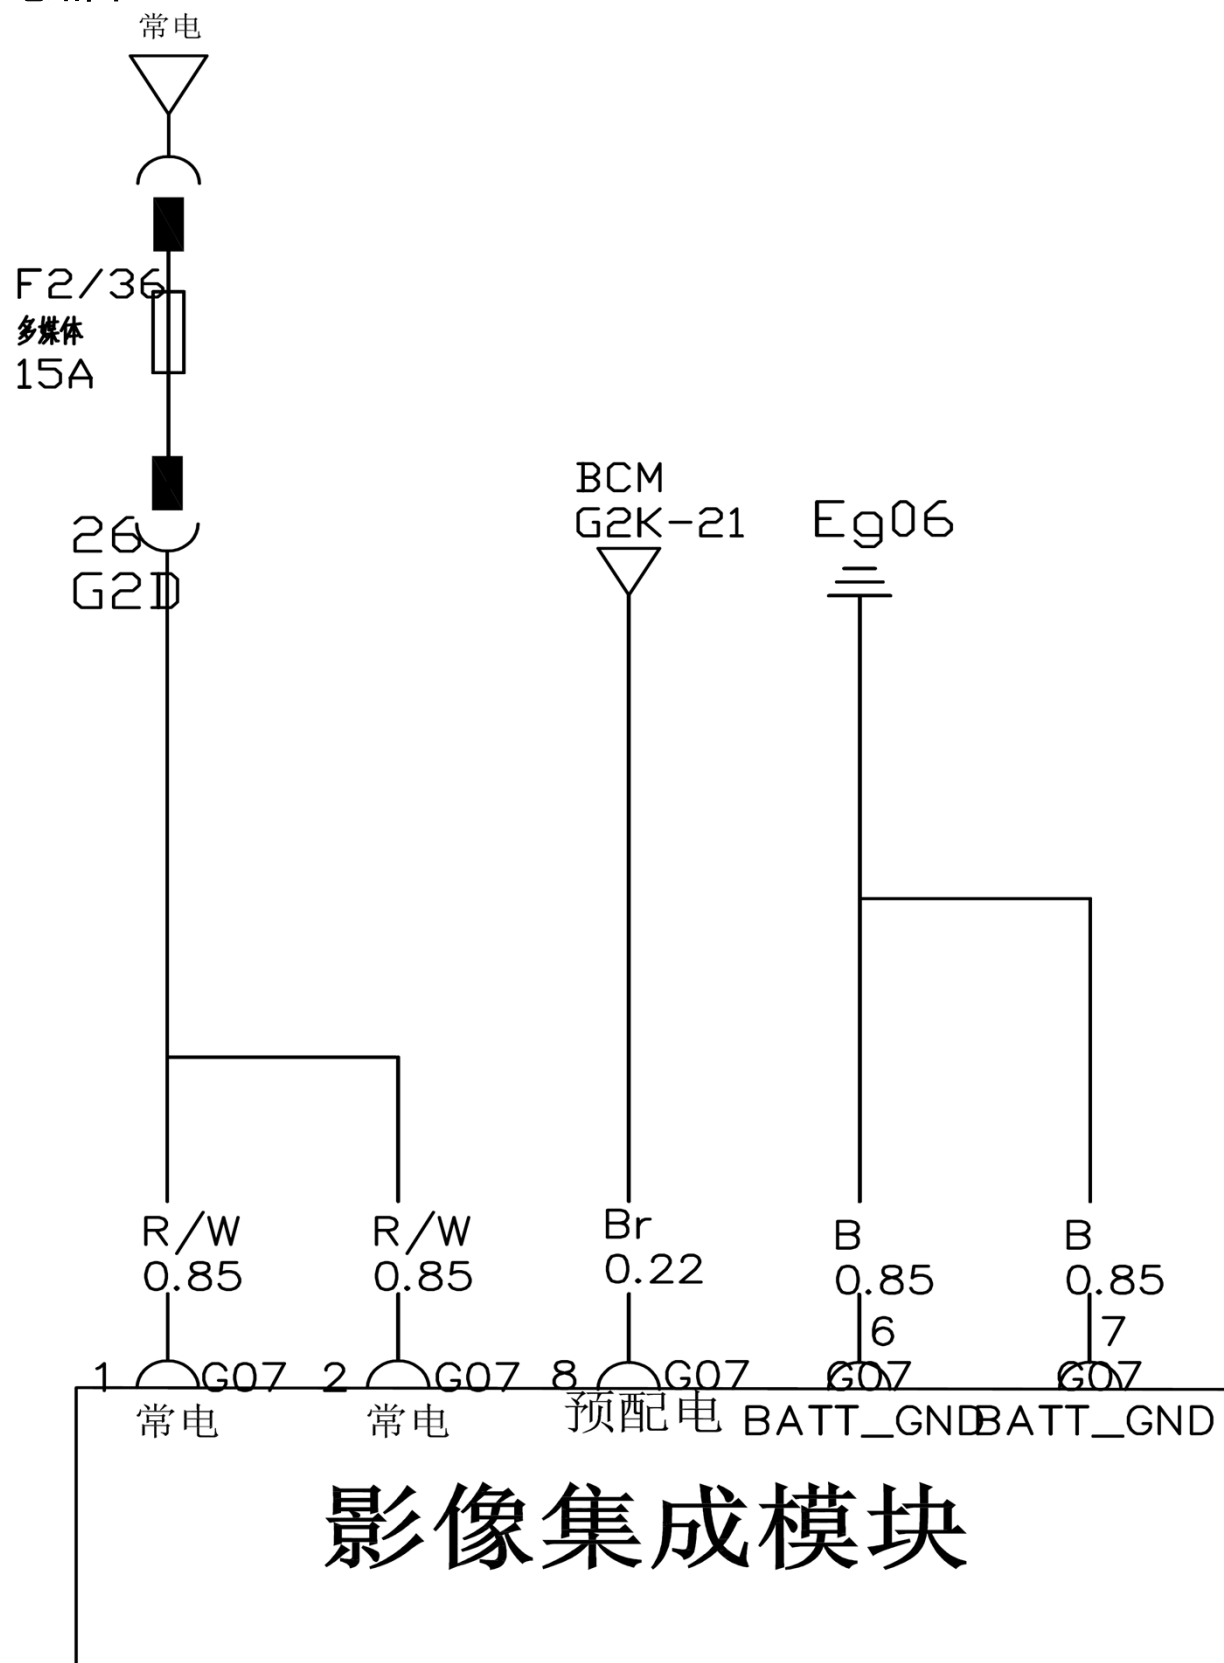 常电
F2/36
多媒体
15A
26
G2D
BCM
G2K-21
Eg06
R/W
0.85
R/W
0.85
Br
0.22
B
0.85
B
0.85
6
7
1 G07
2 G07
8 G07
G07
G07
常电
常电
预配电
BATT_GND
BATT_GND
影像集成模块